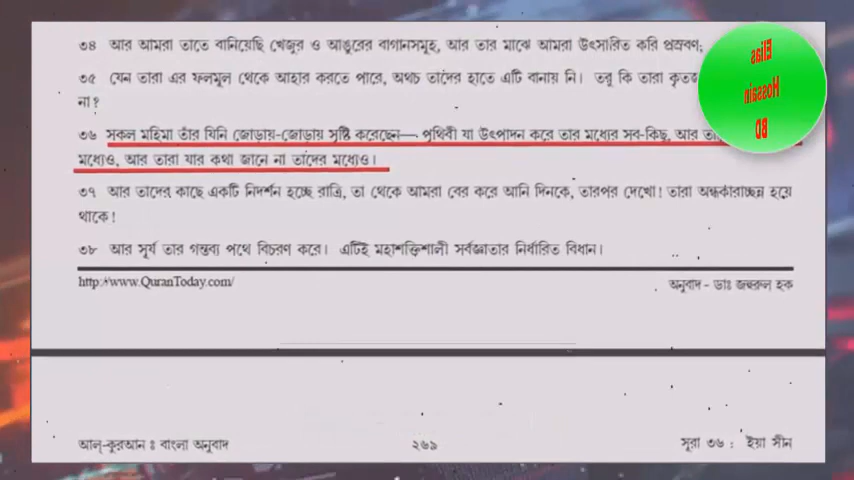 ৩৪ আর আমরা তাতে বানিয়েছি খেজুর ও আঙুরের বাগানসমূহ, আর তার মাঝে আমরা উৎসারিত করি প্রস্রবণ;
৩৫ যেন তারা এর ফলমূল থেকে আহার করতে পারে, অথচ তাদের হাতে এটি বানায় নি। তবু কি তারা
না?
৩৬ সকল মহিমা তাঁর যিনি জোড়ায়-জোড়ায় সৃষ্টি করেছেন— পৃথিবী যা উৎপাদন করে তার মধ্যের সব-কিছু, আর
মধ্যেও, আর তারা যার কথা জানে না তাদের মধ্যেও।
৩৭ আর তাদের কাছে একটি নিদর্শন হচ্ছে রাত্রি, তা থেকে আমরা বের করে আনি দিনকে, তারপর দেখো! তারা অন্ধকারাচ্ছন্ন হয়ে
থাকে!
৩৮ আর সূর্য তার গন্তব্য পথে বিচরণ করে। এটিই মহাশক্তিশালী সর্বজ্ঞাতার নির্ধারিত বিধান।
http://www.QuranToday.com/ অনুবাদ - ডাঃ জহুরুল হক
আল্-কুরআন ঃ বাংলা অনুবাদ ২৬৯ সূরা ৩৬ : ইয়া সীন
Elias
Hossain
BD